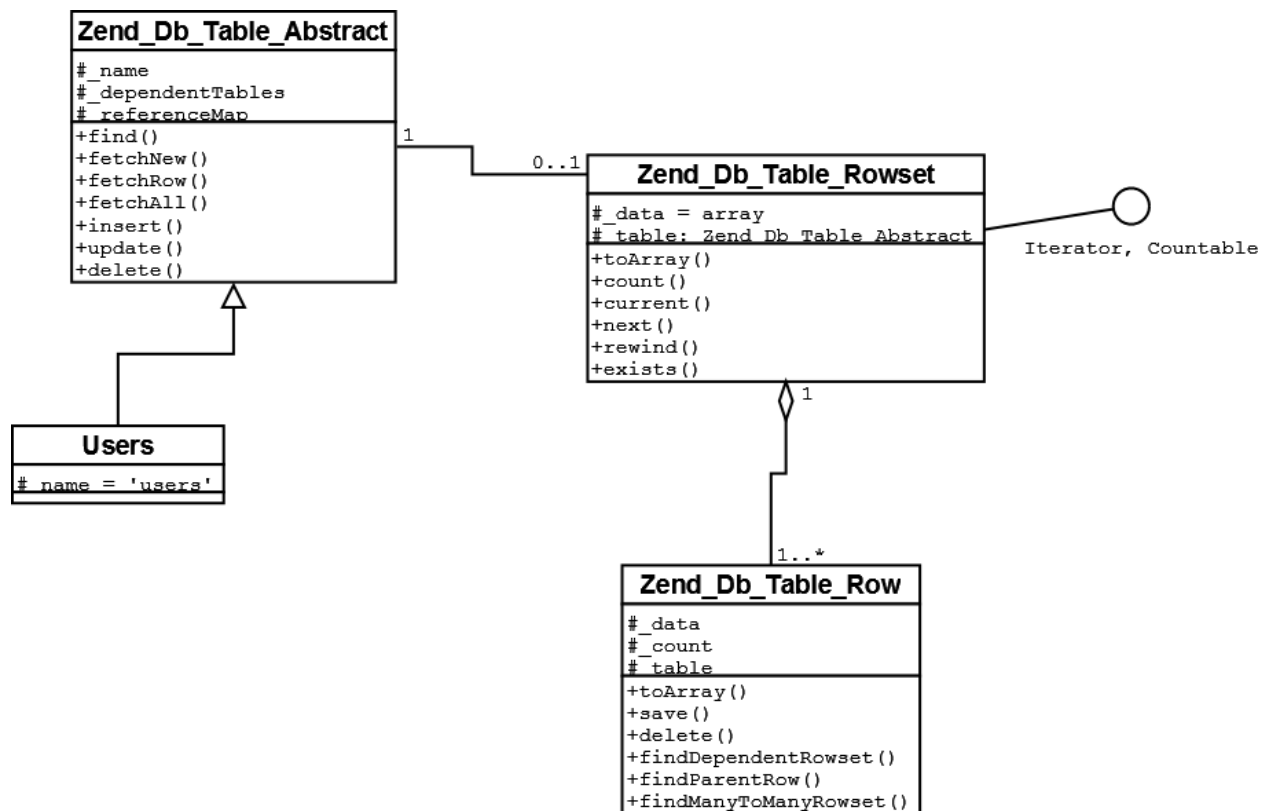 Zend_Db_Table_Abstract
#_name
#_dependentTables
#_referenceMap
+find()
+fetchNew()
+fetchRow()
+fetchAll()
+insert()
+update()
+delete()
1
0..1
Zend_Db_Table_Rowset
#_data = array
#_table: Zend_Db_Table_Abstract
+toArray()
+count()
+current()
+next()
+rewind()
+exists()
Iterator, Countable
1
Users
#_name = 'users'
1..*
Zend_Db_Table_Row
#_data
#_count
#_table
+toArray()
+save()
+delete()
+findDependentRowset()
+findParentRow()
+findManyToManyRowset()